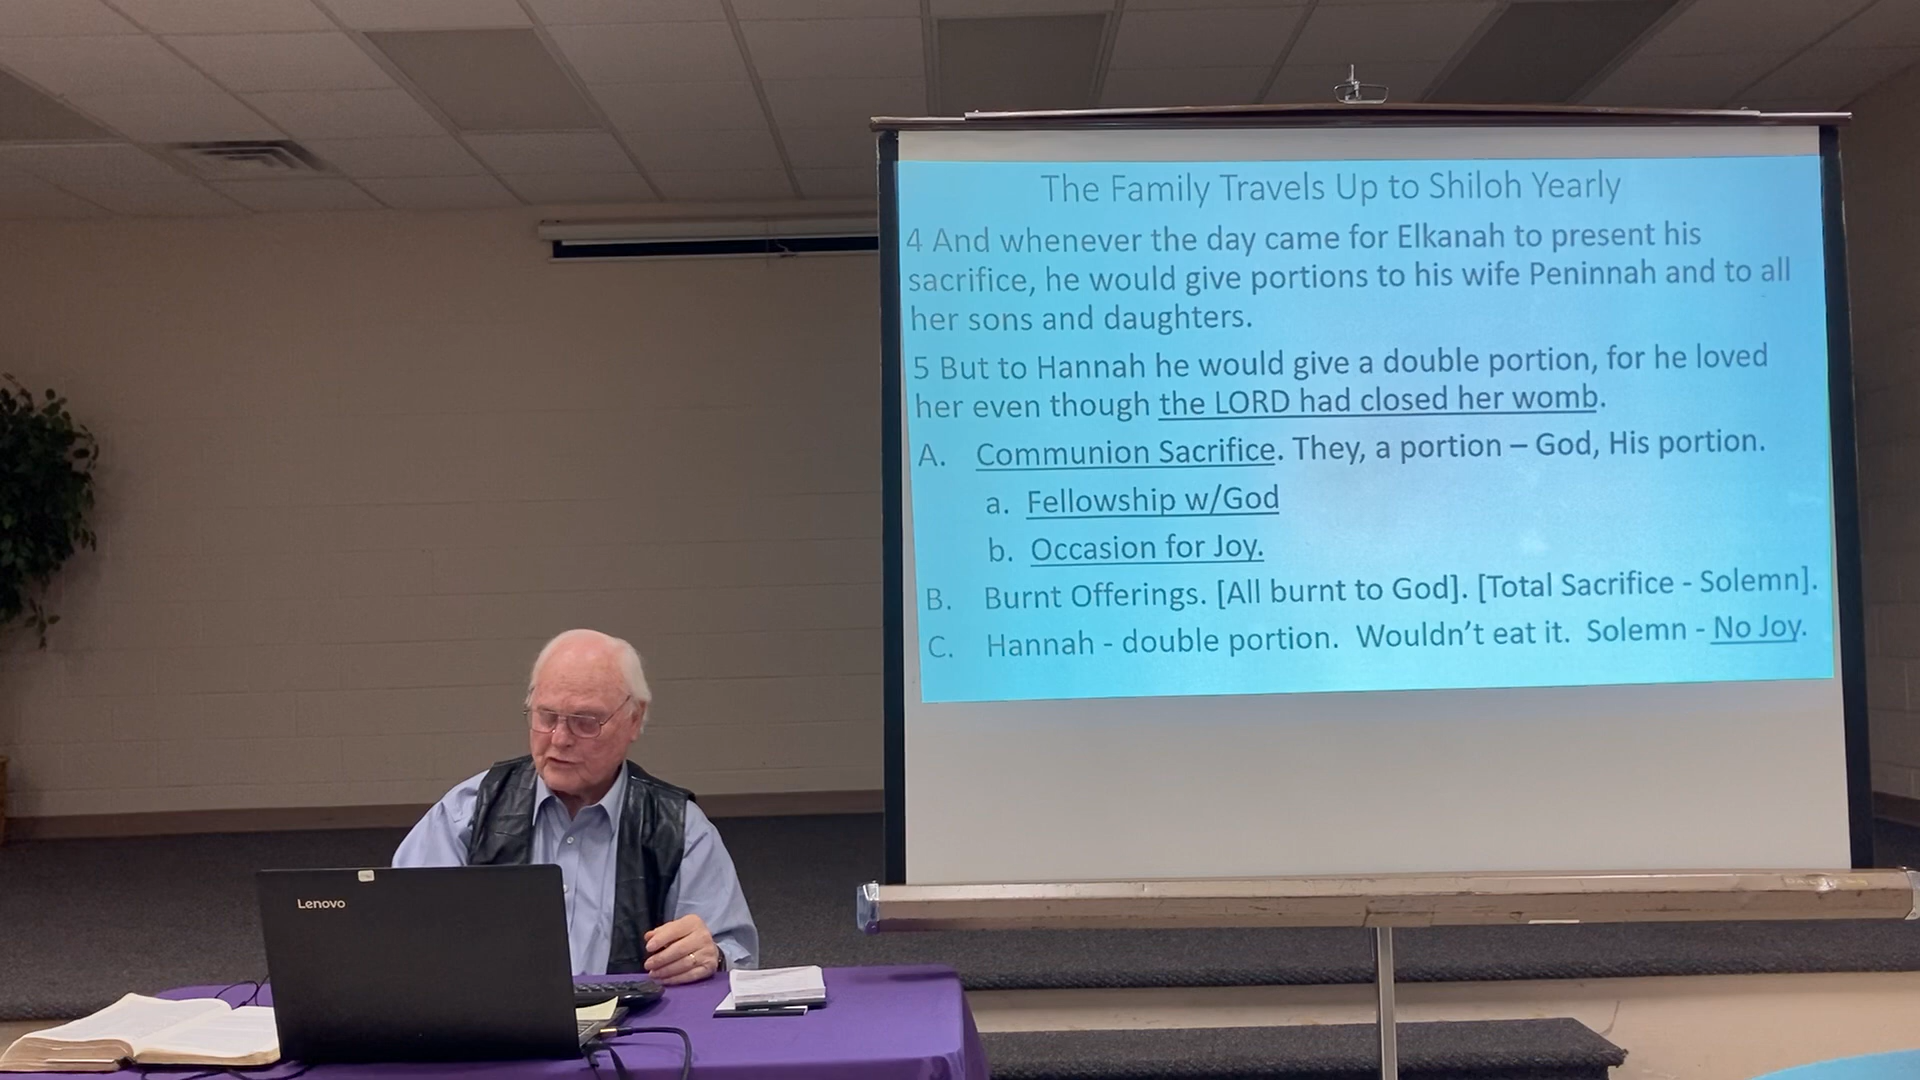 The Family Travels Up to Shiloh Yearly
4 And whenever the day came for Elkanah to present his
sacrifice, he would give portions to his wife Peninnah and to all
her sons and daughters.
5 But to Hannah he would give a double portion, for he loved
her even though the LORD had closed her womb.
A. Communion Sacrifice. They, a portion – God, His portion.
a. Fellowship w/God
b. Occasion for Joy.
B. Burnt Offerings. [All burnt to God]. [Total Sacrifice - Solemn].
C. Hannah - double portion. Wouldn't eat it. Solemn - No Joy.
Lenovo